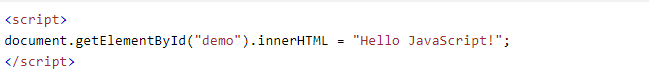 <script>
document.getElementById("demo").innerHTML = "Hello JavaScript!";
</script>